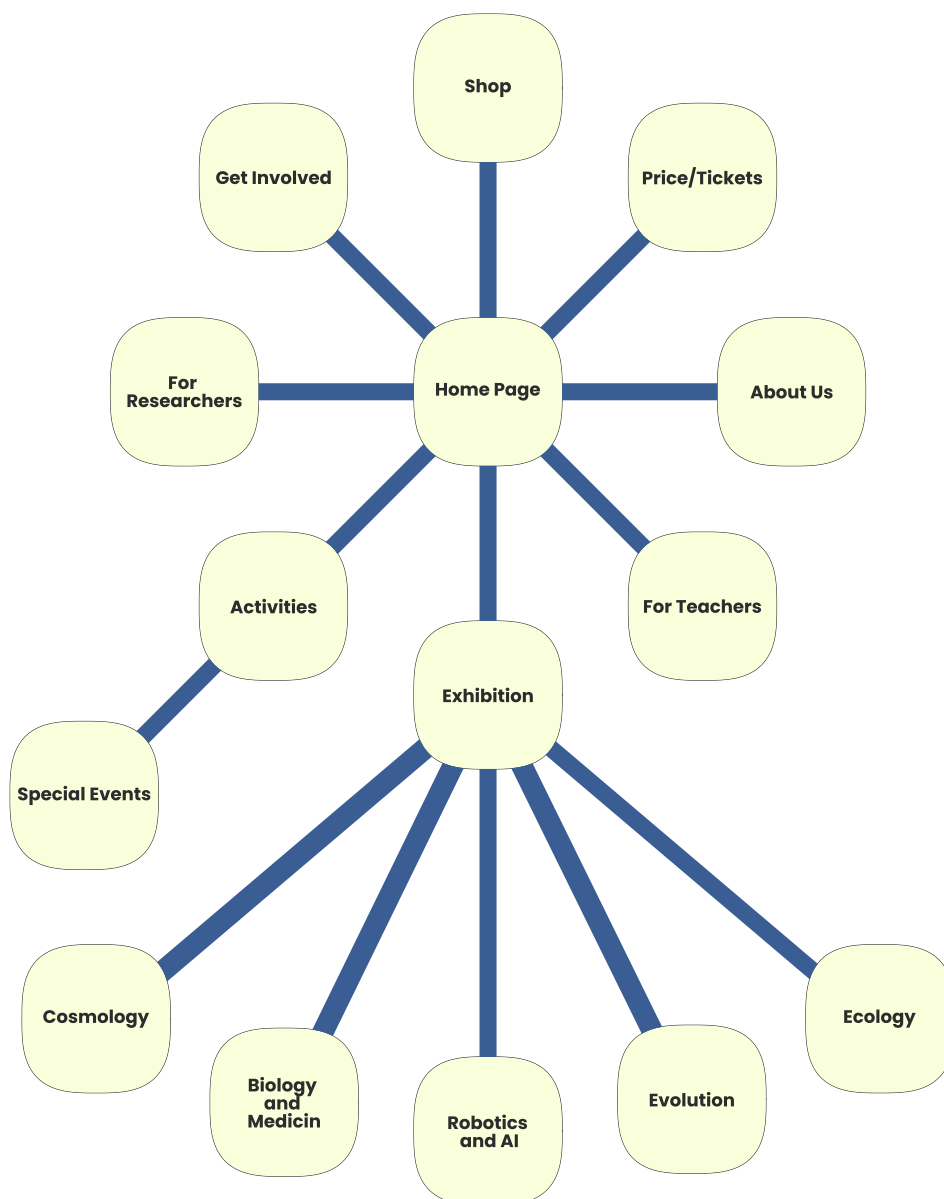 Shop
Get Involved
Price/Tickets
For
Researchers
Home Page
About Us
Activities
For Teachers
Exhibition
Special Events
Cosmology
Ecology
Biology
and
Medicin
Evolution
Robotics
and AI